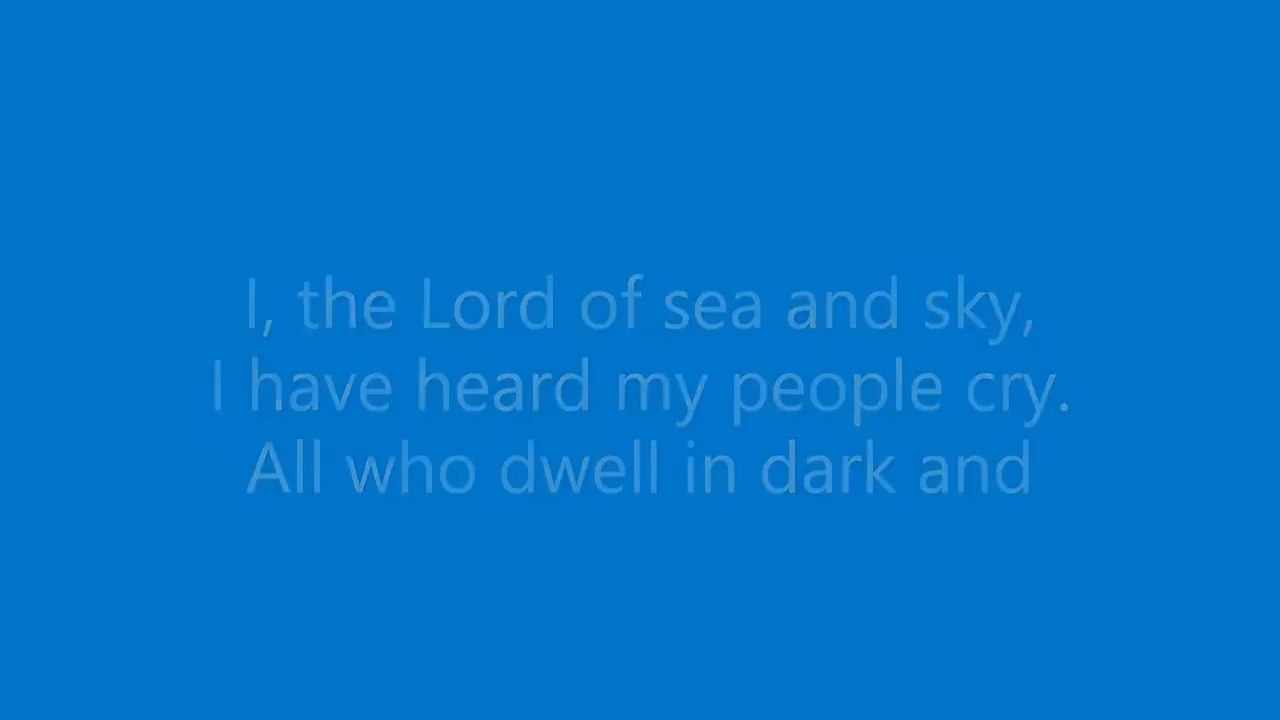 I, the Lord of sea and sky,
I have heard my people cry.
All who dwell in dark and